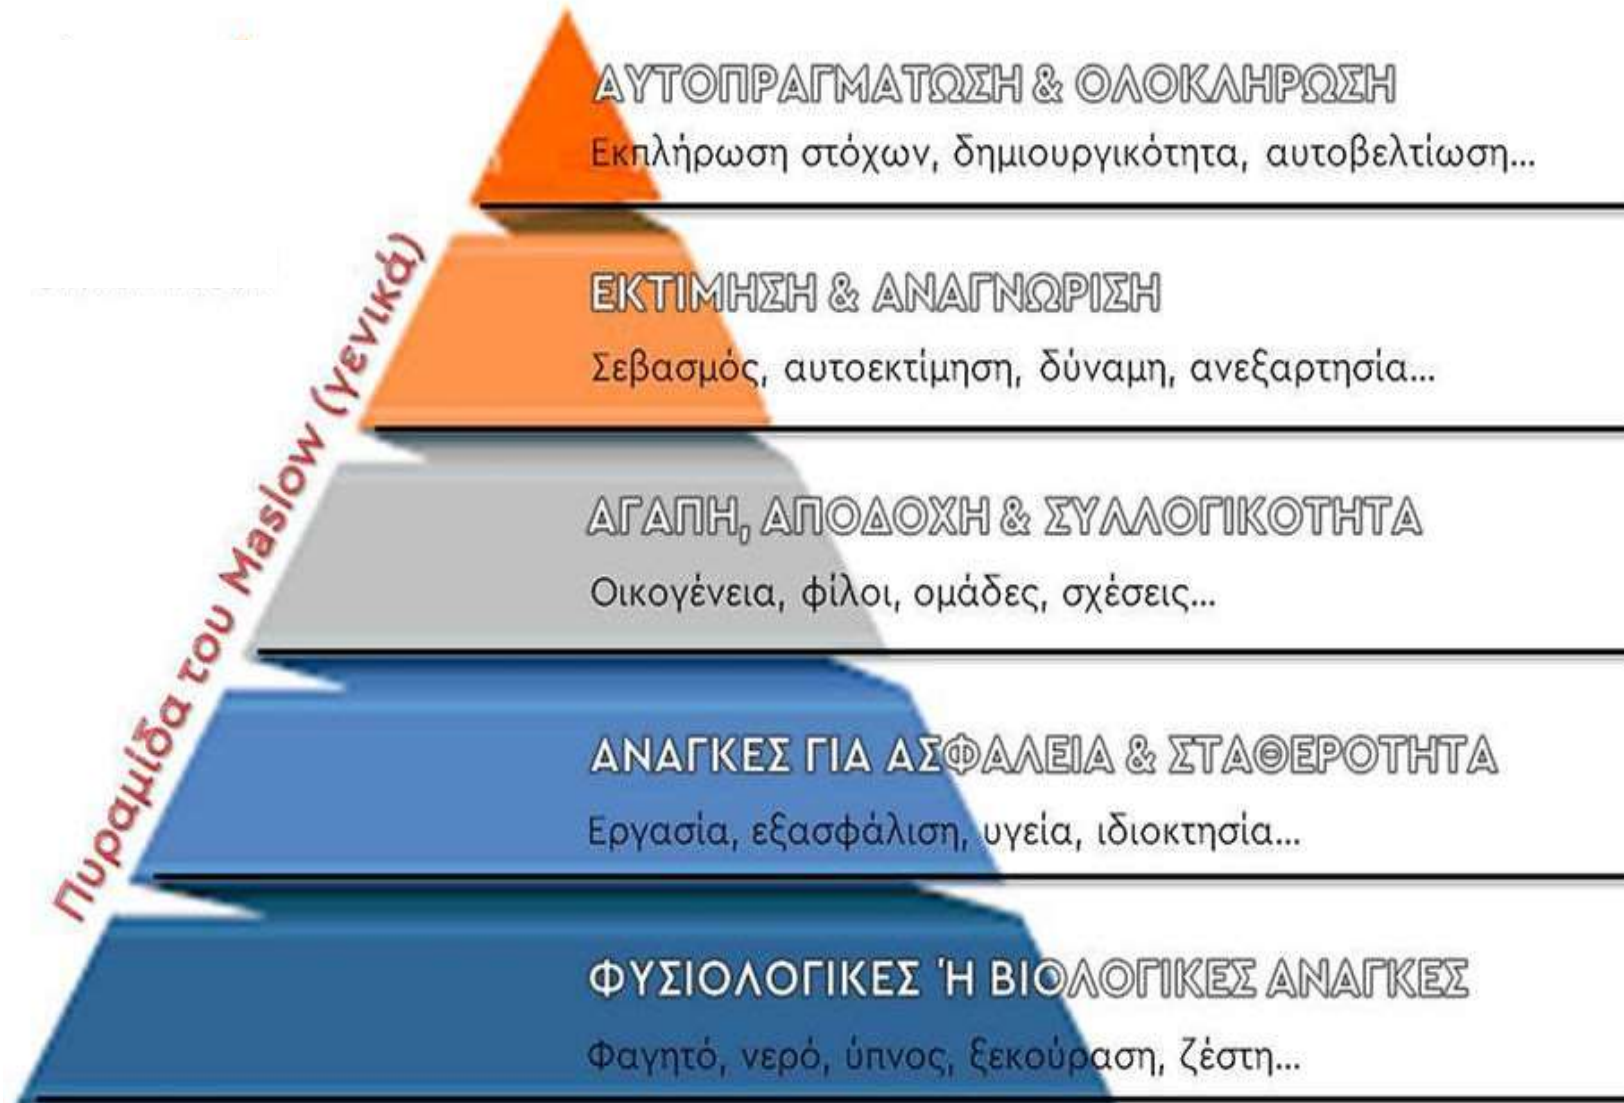 ΑΥΤΟΠΡΑΓΜΑΤΩΣΗ & ΟΛΟΚΛΗΡΩΣΗ
Εκπλήρωση στόχων, δημιουργικότητα, αυτοβελτίωση...
ΕΚΤΙΜΗΣΗ & ΑΝΑΓΝΩΡΙΣΗ
Σεβασμός, αυτοεκτίμηση, δύναμη, ανεξαρτησία...
ΑΓΑΠΗ, ΑΠΟΔΟΧΗ & ΣΥΛΛΟΓΙΚΟΤΗΤΑ
Οικογένεια, φίλοι, ομάδες, σχέσεις...
ΑΝΑΓΚΕΣ ΓΙΑ ΑΣΦΑΛΕΙΑ & ΣΤΑΘΕΡΟΤΗΤΑ
Εργασία, εξασφάλιση, υγεία, ιδιοκτησία...
ΦΥΣΙΟΛΟΓΙΚΕΣ Ή ΒΙΟΛΟΓΙΚΕΣ ΑΝΑΓΚΕΣ
Φαγητό, νερό, ύπνος, ξεκούραση, ζέστη...
Πυραμίδα του Maslow (γενικά)